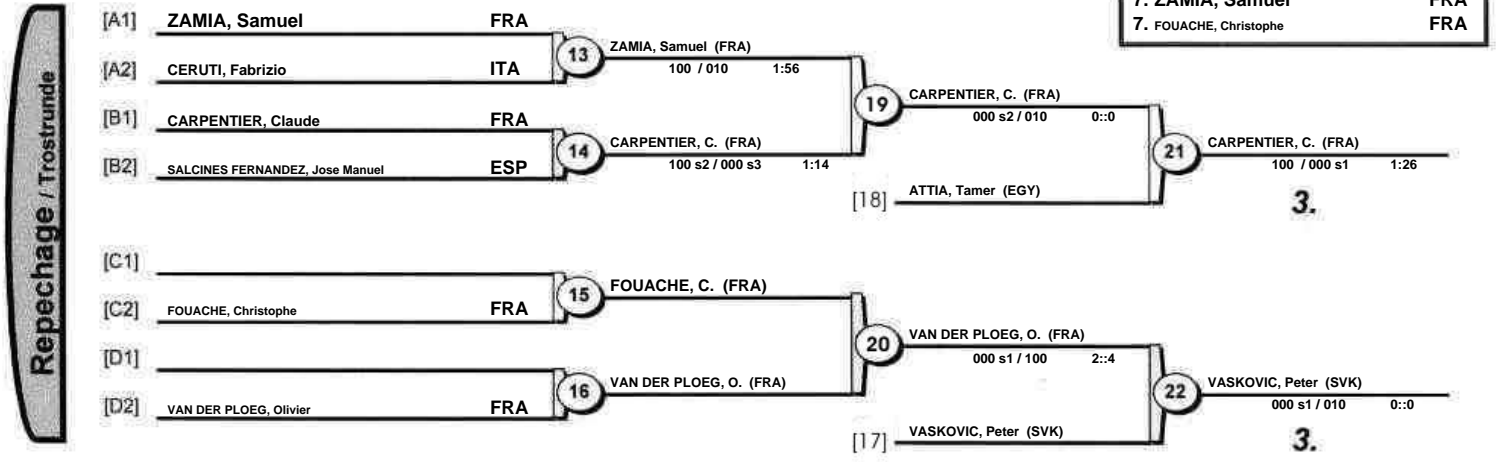 7. ZAMIA, Samuel FRA
7. FOUACHE, Christophe FRA
Repechage / Trostrunde
[A1] ZAMIA, Samuel FRA
13 ZAMIA, Samuel (FRA)
100 / 010 1:56
[A2] CERUTI, Fabrizio ITA
19 CARPENTIER, C. (FRA)
000 s2 / 010 0::0
[B1] CARPENTIER, Claude FRA
14 CARPENTIER, C. (FRA)
100 s2 / 000 s3 1:14
21 CARPENTIER, C. (FRA)
100 / 000 s1 1:26
[B2] SALCINES FERNANDEZ, Jose Manuel ESP
[18] ATTIA, Tamer (EGY)
3.
[C1]
15 FOUACHE, C. (FRA)
[C2] FOUACHE, Christophe FRA
20 VAN DER PLOEG, O. (FRA)
000 s1 / 100 2::4
[D1]
16 VAN DER PLOEG, O. (FRA)
22 VASKOVIC, Peter (SVK)
000 s1 / 010 0::0
[D2] VAN DER PLOEG, Olivier FRA
[17] VASKOVIC, Peter (SVK)
3.